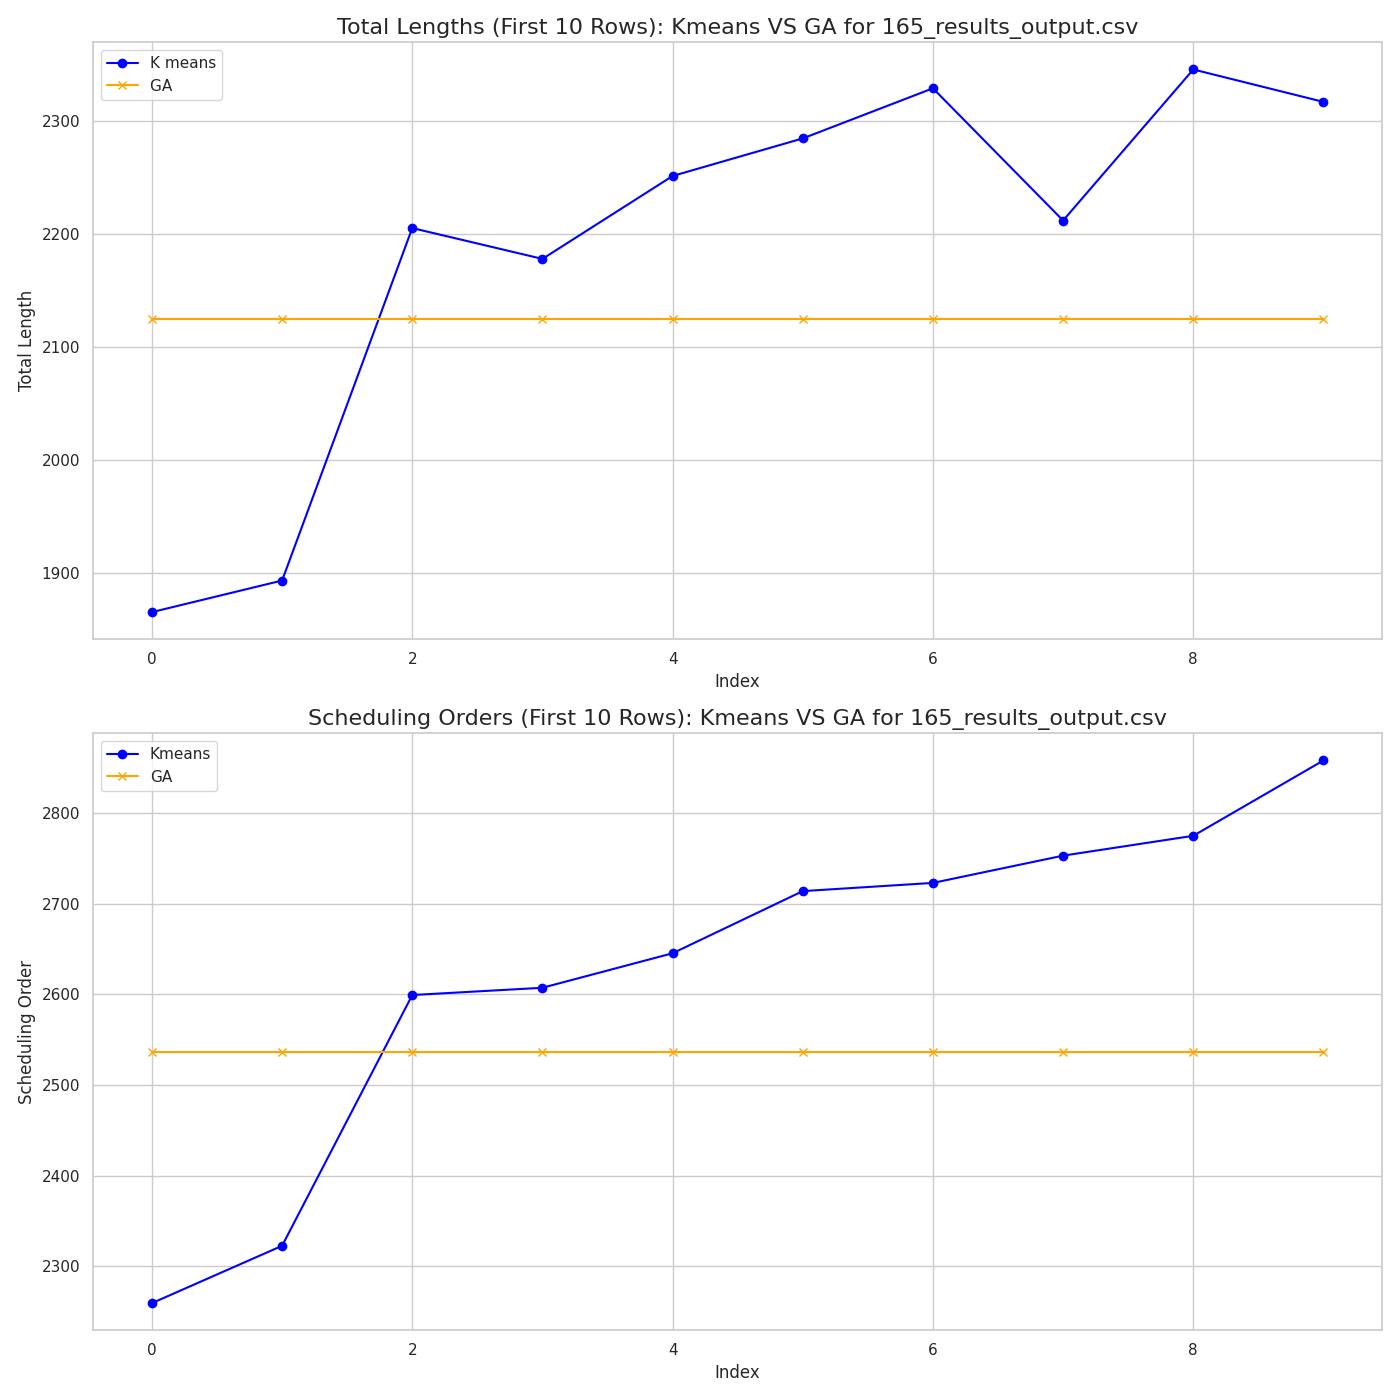 Total Lengths (First 10 Rows): Kmeans VS GA for 165_results_output.csv
K means
GA
2300
2200
2100
2000
1900
Total Length
0 2 4 6 8
Index
Scheduling Orders (First 10 Rows): Kmeans VS GA for 165_results_output.csv
Kmeans
GA
2800
2700
2600
2500
2400
2300
Scheduling Order
0 2 4 6 8
Index